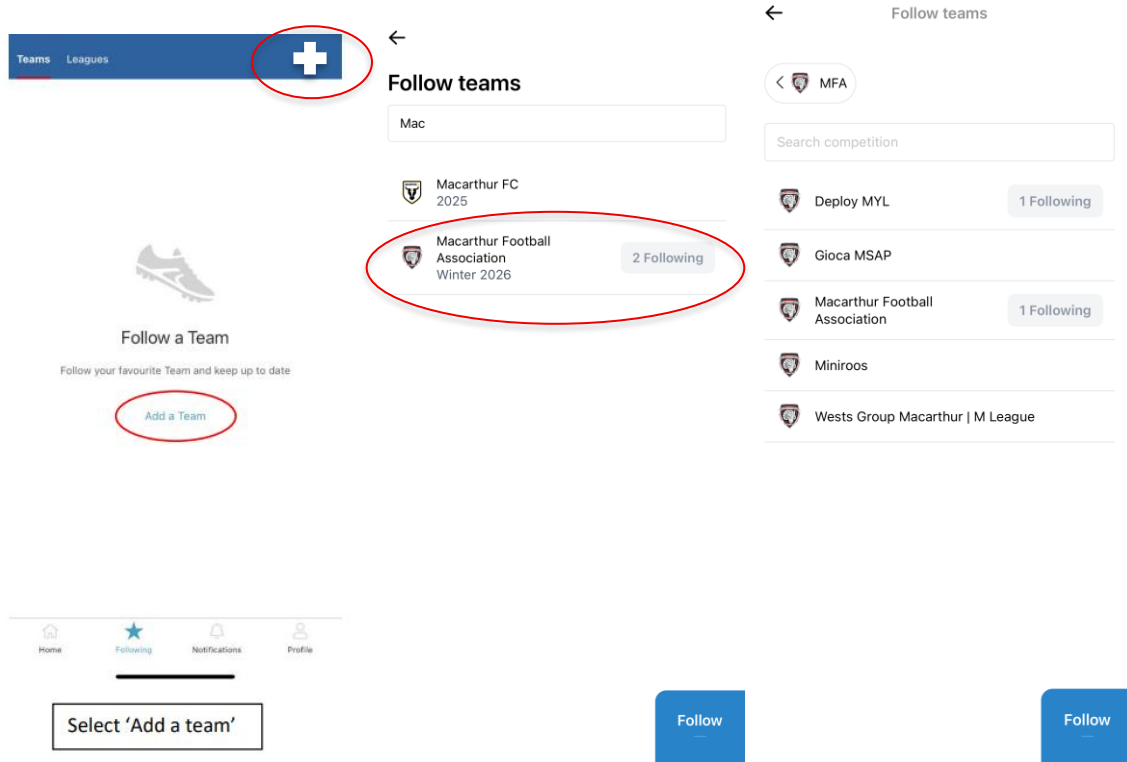 Teams Leagues
Follow a Team
Follow your favourite Team and keep up to date
Add a Team
Home Following Notifications Profile
Select ‘Add a team’
Follow teams
Mac
Macarthur FC
2025
Macarthur Football
Association
Winter 2026
2 Following
Follow
Follow teams
MFA
Search competition
Deploy MYL
1 Following
Gioca MSAP
Macarthur Football
Association
1 Following
Miniroos
Wests Group Macarthur | M League
Follow